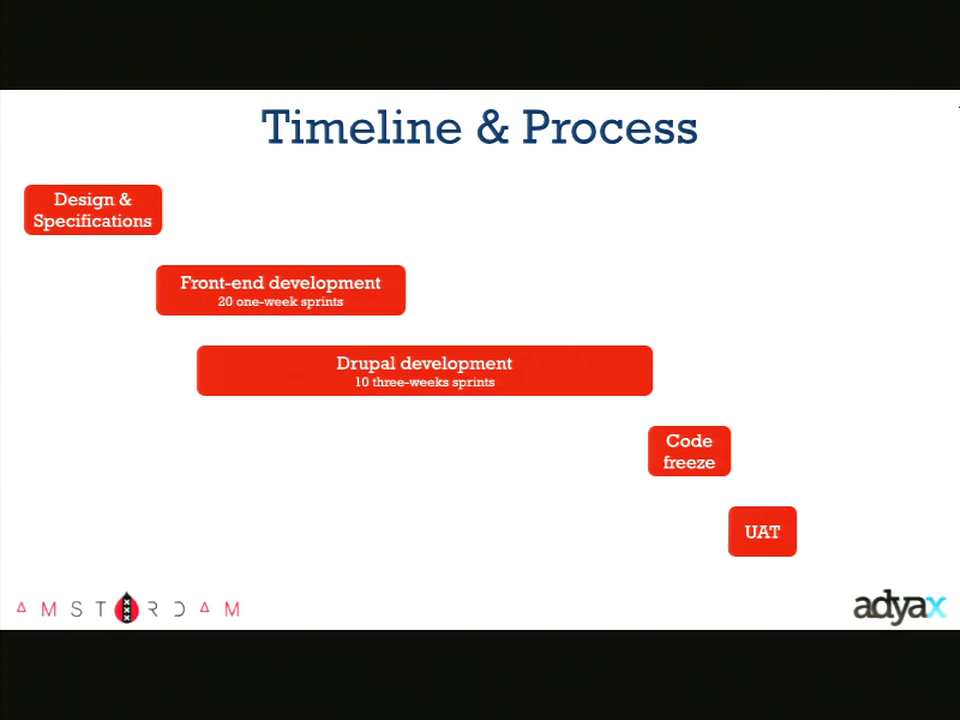 Timeline & Process
Design &
Specifications
Front-end development
20 one-week sprints
Drupal development
10 three-weeks sprints
Code
freeze
UAT
AMSTERDAM
adyax